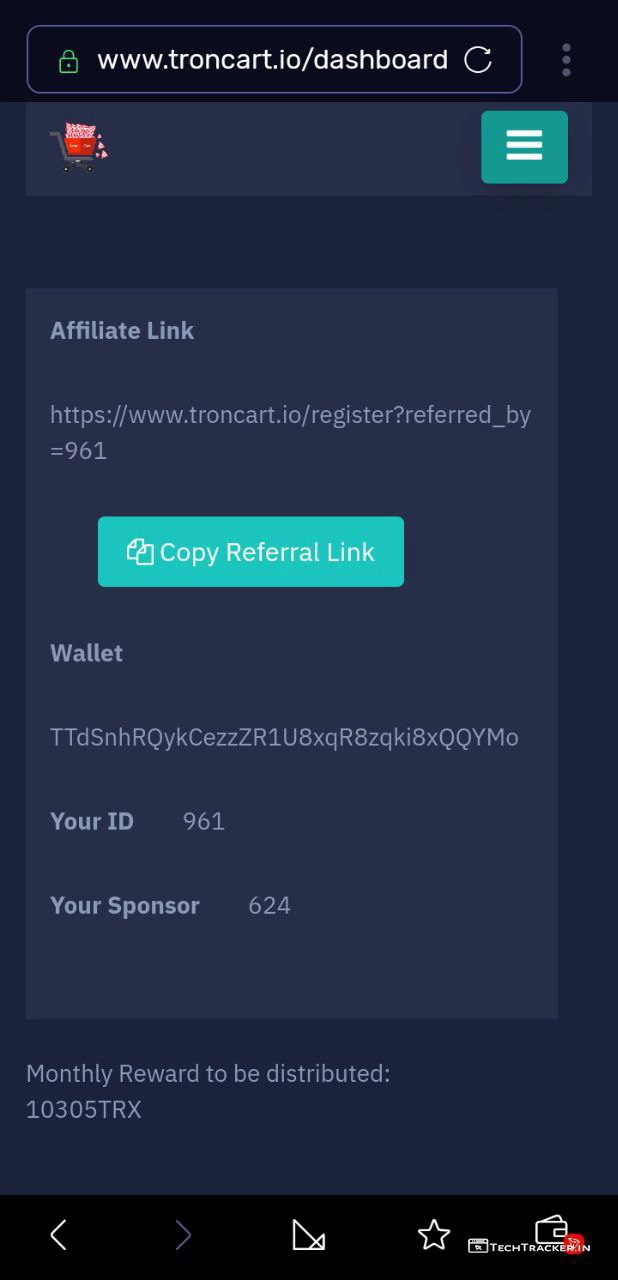 www.troncart.io/dashboard
Affiliate Link
https://www.troncart.io/register?referred_by
=961
Copy Referral Link
Wallet
TTdSnhRQykCezzZR1U8xqR8zqki8xQQYMo
Your ID 961
Your Sponsor 624
Monthly Reward to be distributed:
10305TRX
TECHTRACKER.IN